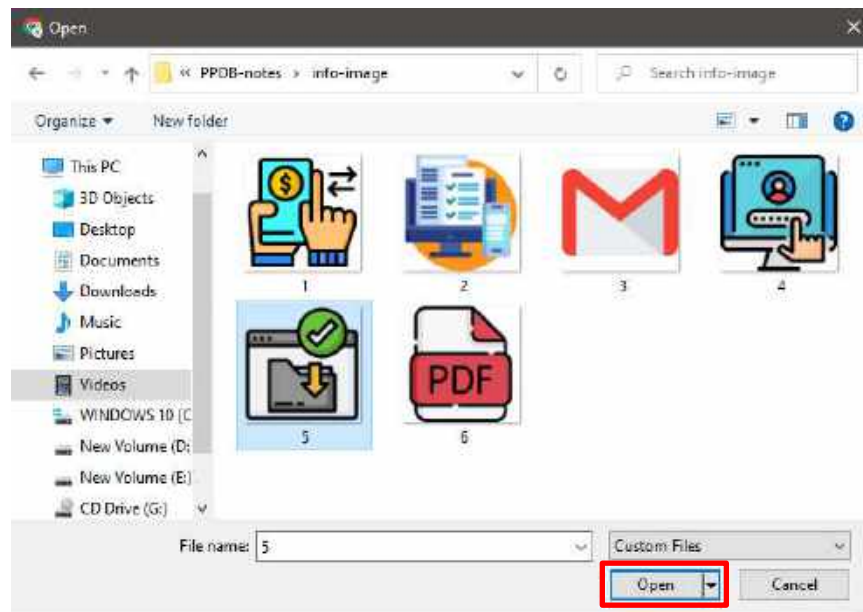 Open
« PPDB-notes › info-image
Search info-image
Organize
New folder
This PC
3D Objects
Desktop
Documents
Downloads
Music
Pictures
Videos
WINDOWS 10 (C
New Volume (D:
New Volume (E:)
CD Drive (G:)
1
2
3
4
PDF
5
6
File name: 5
Custom Files
Open
Cancel